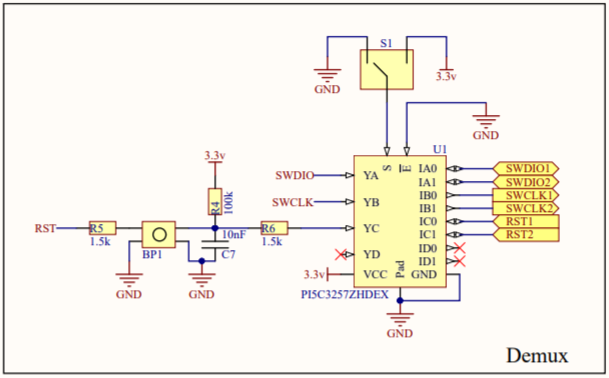 S1
GND
3.3v
GND
U1
S
E
3.3v
SWDIO
YA
IA0
SWDIO1
IA1
SWDIO2
R4
100k
SWCLK
YB
IB0
SWCLK1
IB1
SWCLK2
RST
R5
1.5k
BP1
10nF
C7
R6
1.5k
YC
IC0
RST1
IC1
RST2
YD
ID0
ID1
3.3v
VCC
Pad
GND
GND
GND
PI5C3257ZHDEX
GND
Demux